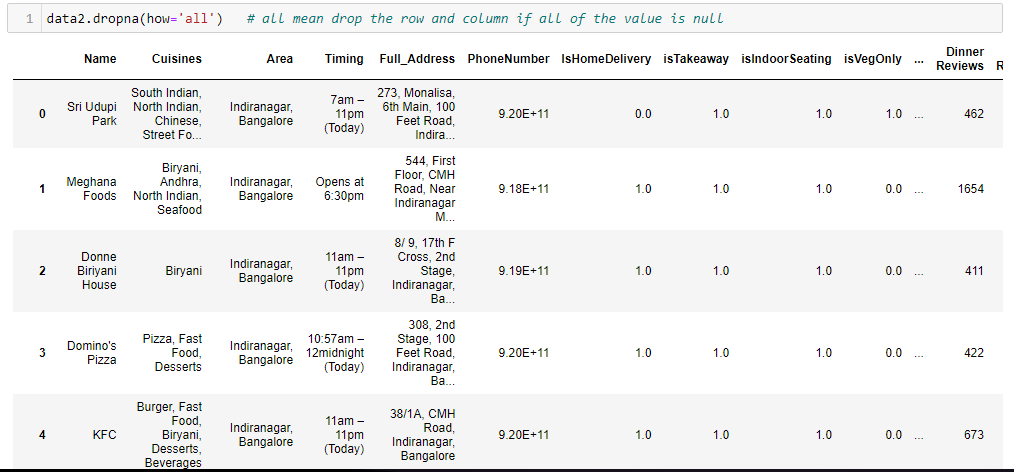 1 data2.dropna(how='all') # all mean drop the row and column if all of the value is null
Name Cuisines Area Timing Full_Address PhoneNumber IsHomeDelivery isTakeaway isIndoorSeating isVegOnly ... Dinner
Reviews R
South Indian,
North Indian,
Chinese,
Street Fo...
0 Sri Udupi
Park
Indiranagar,
Bangalore
7am –
11pm
(Today)
273, Monalisa,
6th Main, 100
Feet Road,
Indira...
9.20E+11 0.0 1.0 1.0 1.0 ... 462
1 Meghana
Foods
Biryani,
Andhra,
North Indian,
Seafood
Indiranagar,
Bangalore
Opens at
6:30pm
544, First
Floor, CMH
Road, Near
Indiranagar
M...
9.18E+11 1.0 1.0 1.0 0.0 ... 1654
2 Donne
Biriyani
House
Biryani
Indiranagar,
Bangalore
11am –
11pm
(Today)
8/ 9, 17th F
Cross, 2nd
Stage,
Indiranagar,
Ba...
9.19E+11 1.0 1.0 1.0 0.0 ... 411
3 Domino's
Pizza
Pizza, Fast
Food,
Desserts
Indiranagar,
Bangalore
10:57am –
12midnight
(Today)
308, 2nd
Stage, 100
Feet Road,
Indiranagar,
Ba...
9.20E+11 1.0 1.0 1.0 0.0 ... 422
4 KFC
Burger, Fast
Food,
Biryani,
Desserts,
Beverages
Indiranagar,
Bangalore
11am –
11pm
(Today)
38/1A, CMH
Road,
Indiranagar,
Bangalore
9.20E+11 1.0 1.0 1.0 0.0 ... 673